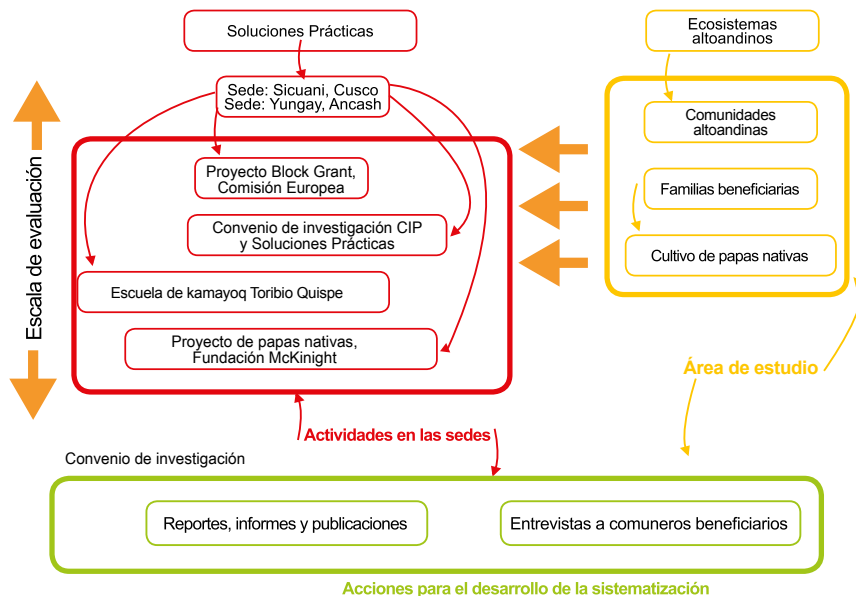 Soluciones Prácticas
Sede: Sicuani, Cusco
Sede: Yungay, Ancash
Escala de evaluación
Proyecto Block Grant,
Comisión Europea
Convenio de investigación CIP
y Soluciones Prácticas
Escuela de kamayoq Toribio Quispe
Proyecto de papas nativas,
Fundación McKinight
Ecosistemas
altoandinos
Comunidades
altoandinas
Familias beneficiarias
Cultivo de papas nativas
Área de estudio
Actividades en las sedes
Convenio de investigación
Reportes, informes y publicaciones
Entrevistas a comuneros beneficiarios
Acciones para el desarrollo de la sistematización